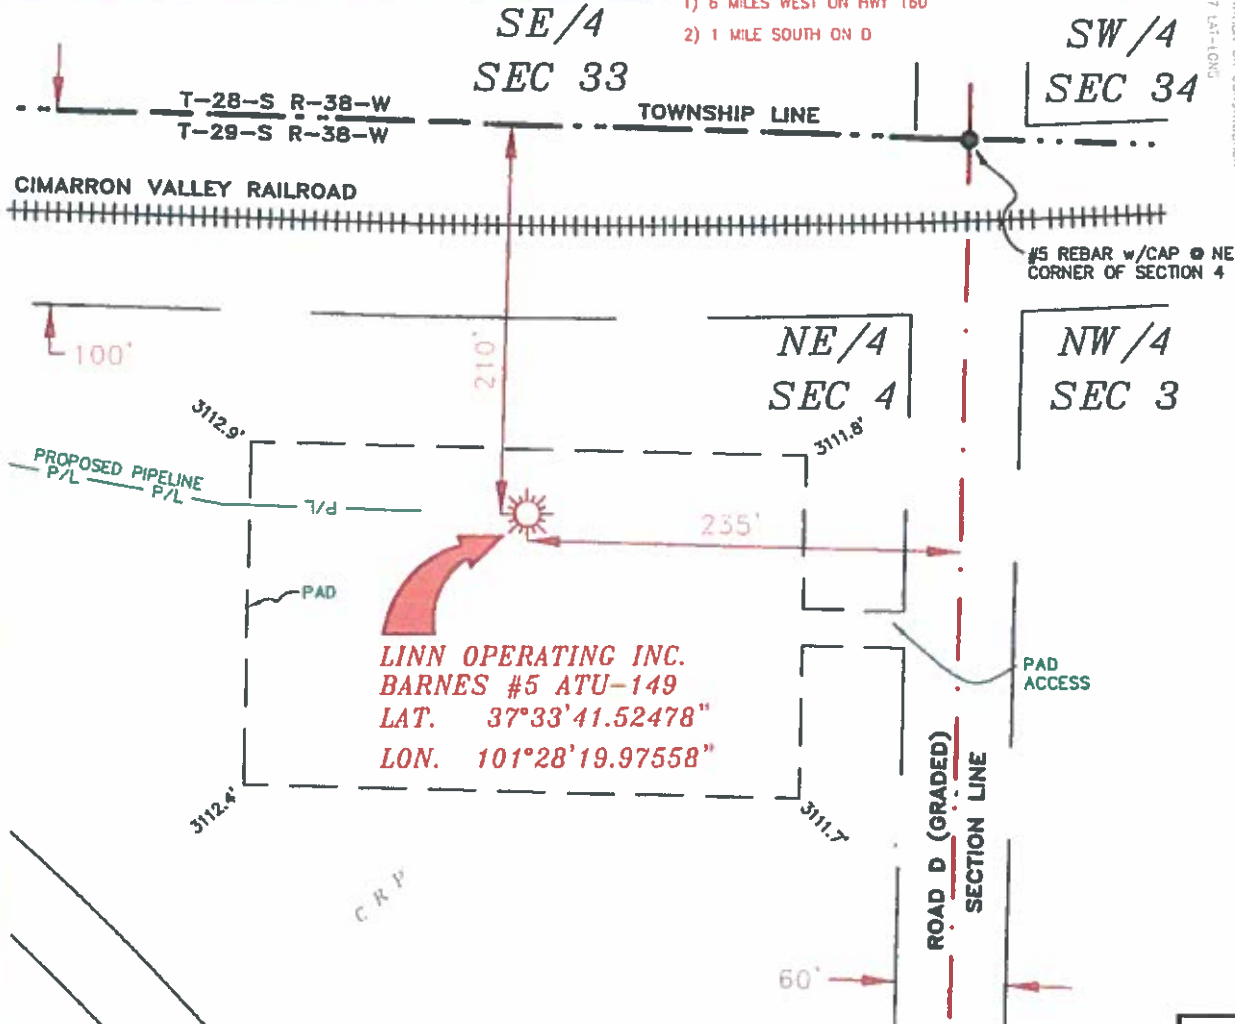 1) 6 MILES WEST ON HWY 160
2) 1 MILE SOUTH ON D
SE/4
SEC 33
SW/4
SEC 34
7 LAT-LONG
T-28-S R-38-W
T-29-S R-38-W
TOWNSHIP LINE
CIMARRON VALLEY RAILROAD
#5 REBAR w/CAP @ NE
CORNER OF SECTION 4
100'
210'
NE/4
SEC 4
NW/4
SEC 3
3112.9'
3111.8'
PROPOSED PIPELINE
P/L
P/L
P/L
235'
PAD
LINN OPERATING INC.
BARNES #5 ATU-149
LAT. 37°33'41.52478"
LON. 101°28'19.97558"
PAD
ACCESS
3112.4'
3111.7'
ROAD D (GRADED)
SECTION LINE
C R P
60'